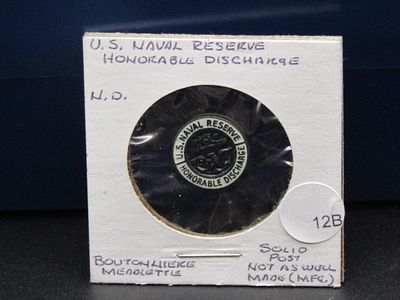 U.S. NAVAL RESERVE
HONORABLE DISCHARGE
N.D.
U.S. NAVAL RESERVE
HONORABLE DISCHARGE
12B
BOUTONNIERE
MEDALETTE
SOLID
POST
NOT AS WELL
MADE (MFG.)